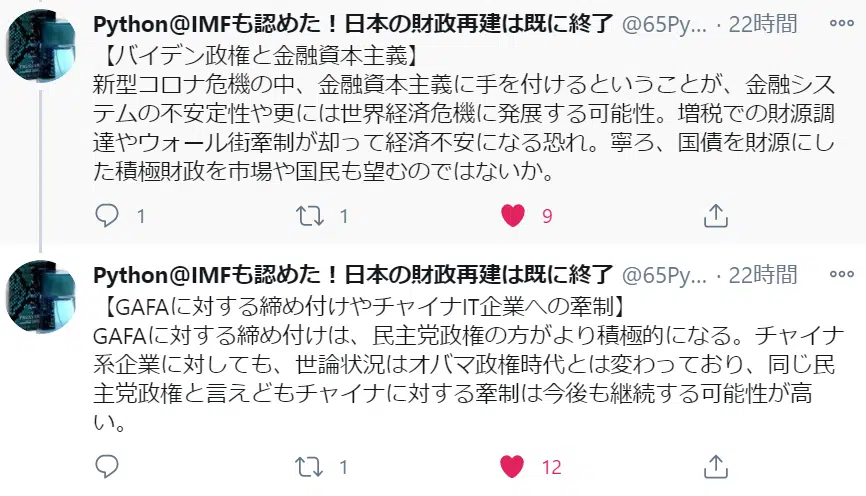 Python@IMFも認めた！日本の財政再建は既に終了 @65Py... · 22時間
【バイデン政権と金融資本主義】
新型コロナ危機の中、金融資本主義に手を付けるということが、金融シス
テムの不安定性や更には世界経済危機に発展する可能性。増税での財源調
達やウォール街牽制が却って経済不安になる恐れ。寧ろ、国債を財源にし
た積極財政を市場や国民も望むのではないか。
1 1 9
Python@IMFも認めた！日本の財政再建は既に終了 @65Py... · 22時間
【GAFAに対する締め付けやチャイナIT企業への牽制】
GAFAに対する締め付けは、民主党政権の方がより積極的になる。チャイナ
系企業に対しても、世論状況はオバマ政権時代とは変わっており、同じ民
主党政権と言えどもチャイナに対する牽制は今後も継続する可能性が高
い。
1 12